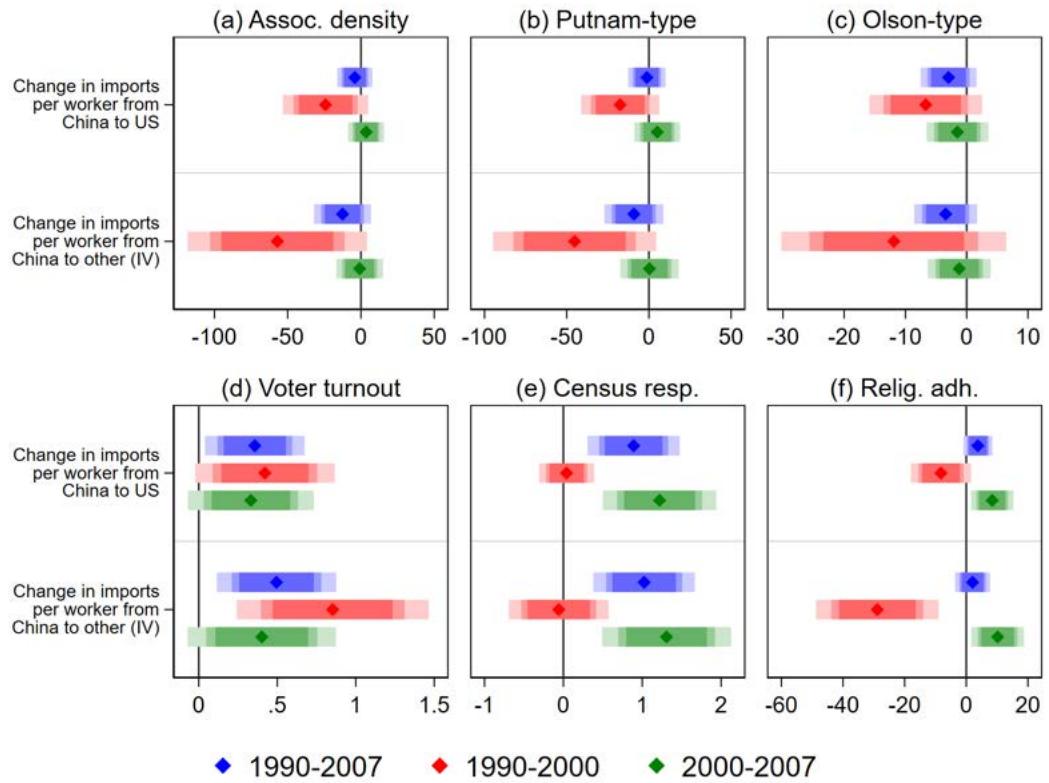 (a) Assoc. density
(b) Putnam-type
(c) Olson-type
Change in imports
per worker from
China to US
Change in imports
per worker from
China to other (IV)
-100 -50 0 50
-100 -50 0 50
-30 -20 -10 0 10
(d) Voter turnout
(e) Census resp.
(f) Relig. adh.
Change in imports
per worker from
China to US
Change in imports
per worker from
China to other (IV)
0 .5 1 1.5
-1 0 1 2
-60 -40 -20 0 20
1990-2007 1990-2000 2000-2007